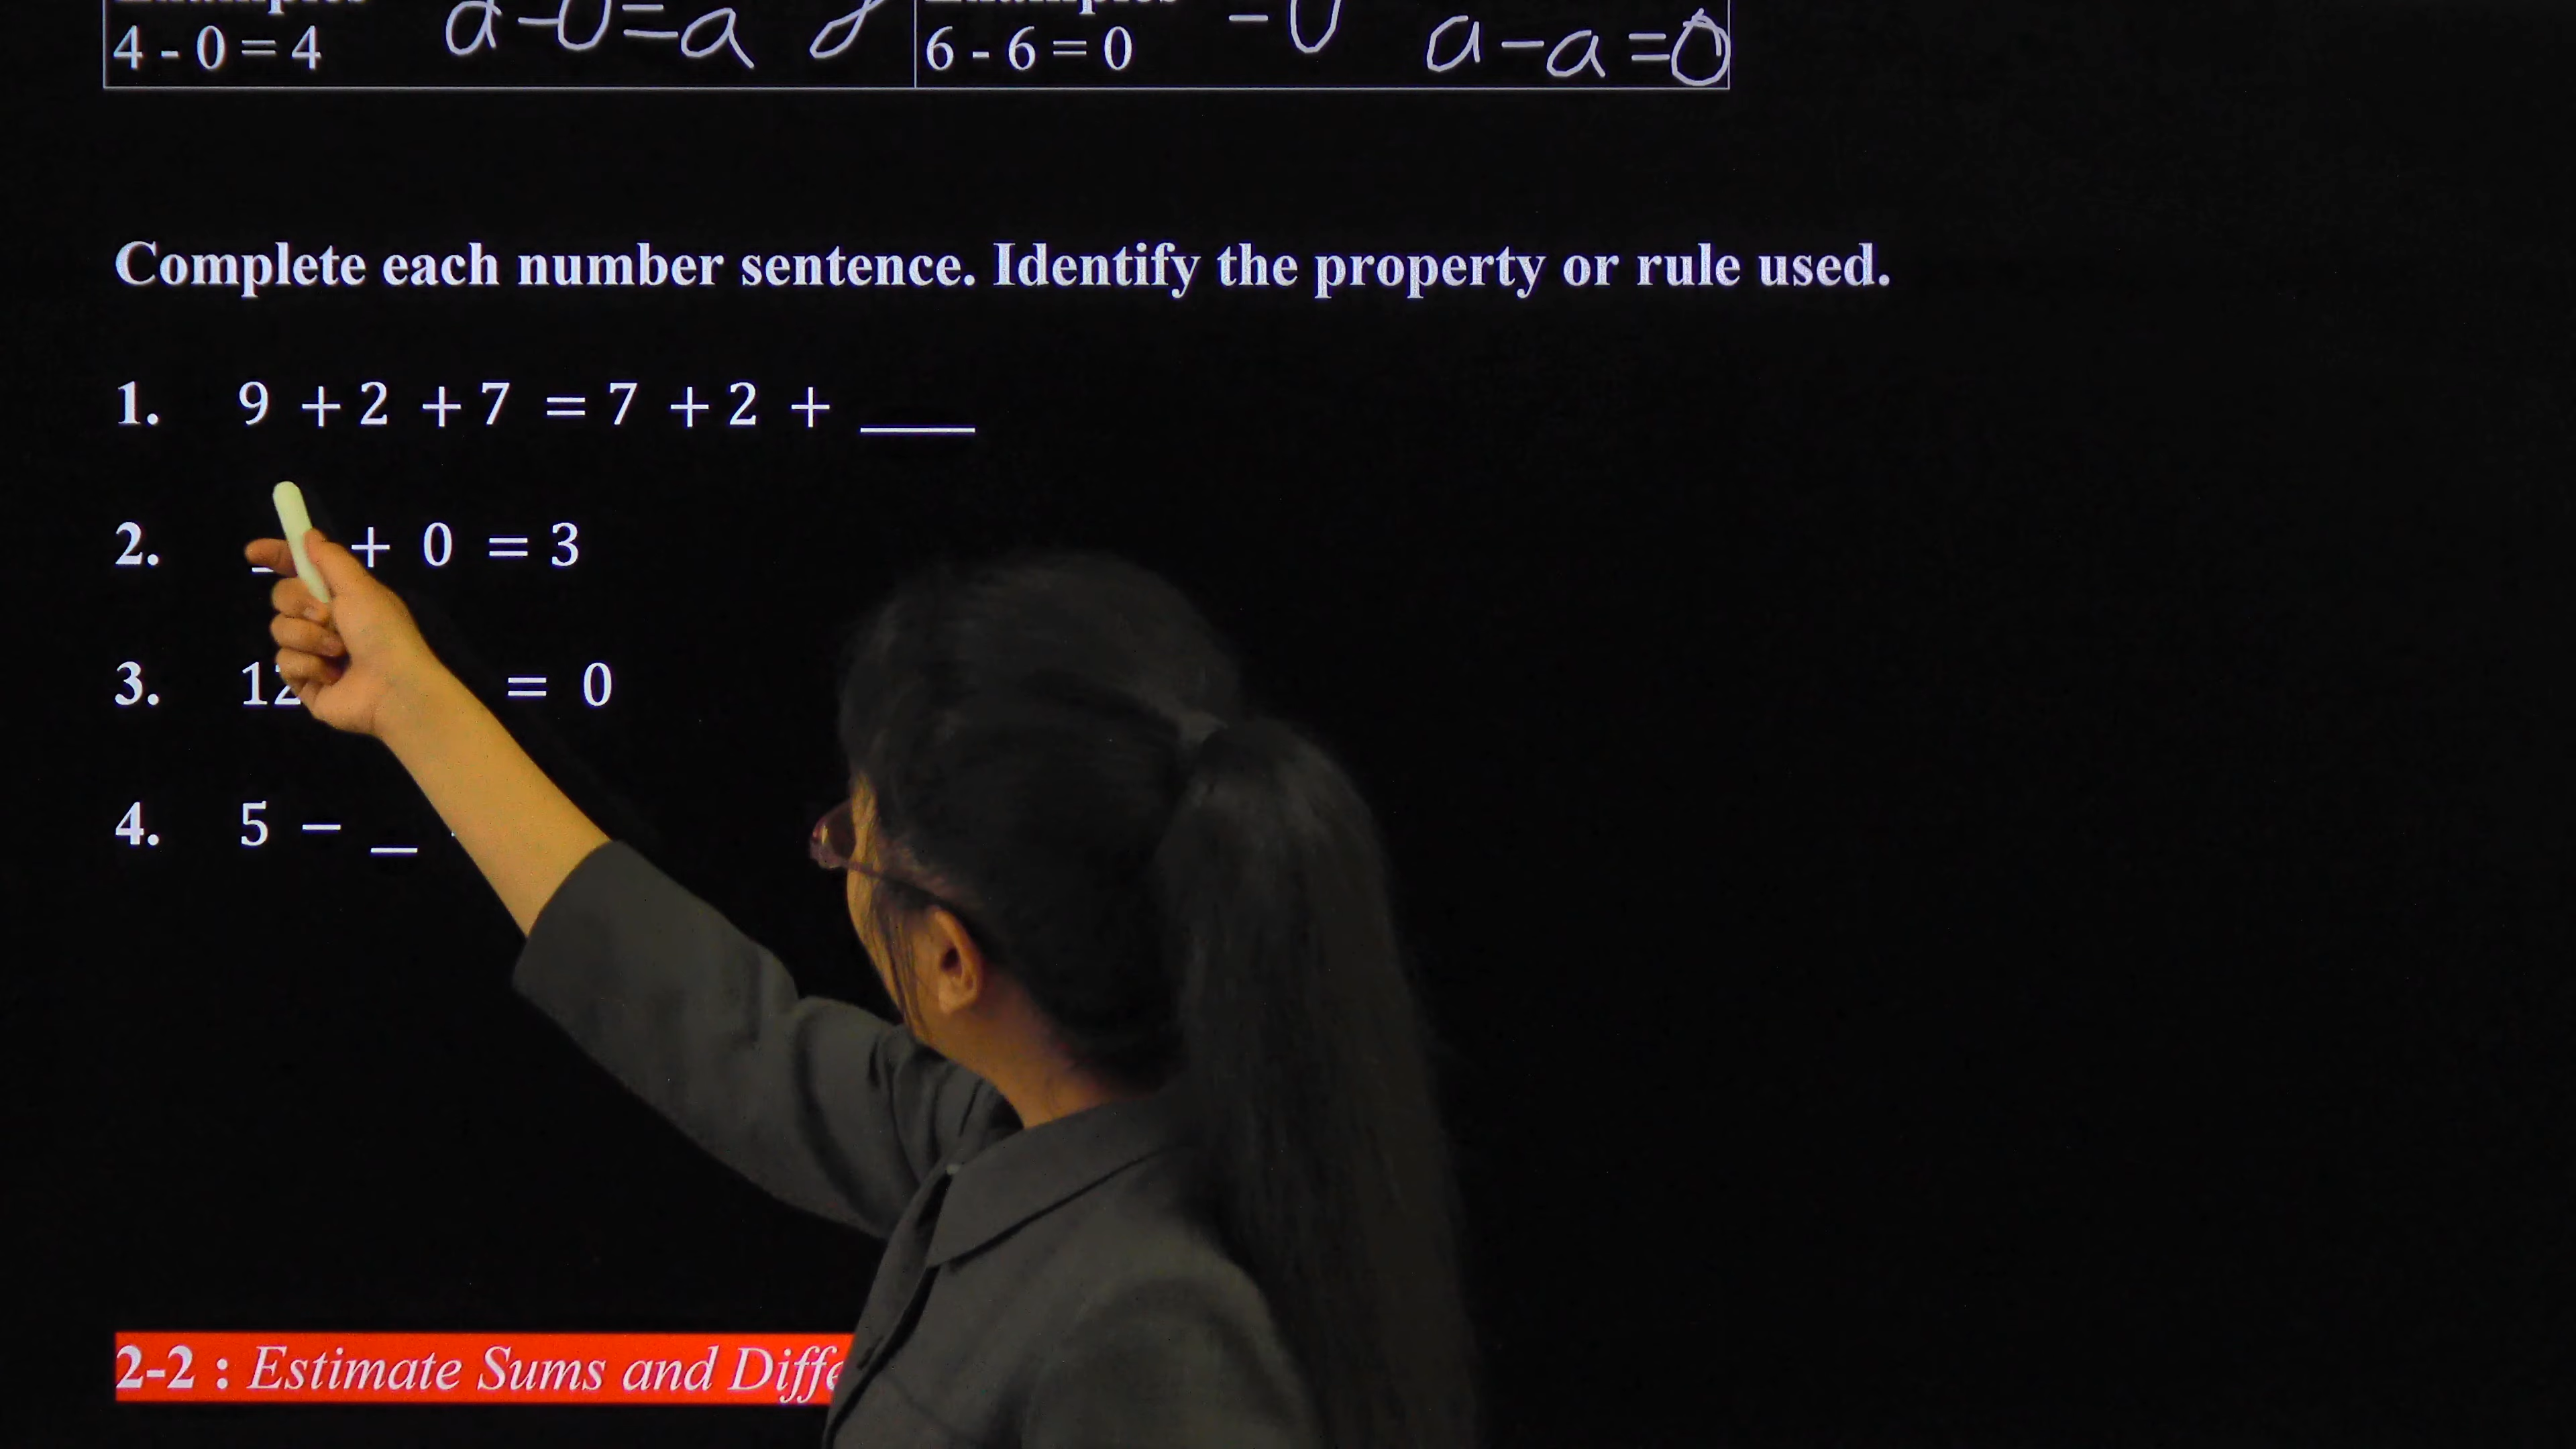 4 - 0 = 4 a-0=a 6 - 6 = 0 a-a=0
Complete each number sentence. Identify the property or rule used.
1. 9 + 2 + 7 = 7 + 2 + ___
2. _ + 0 = 3
3. 12 = 0
4. 5 − _
2-2 : Estimate Sums and